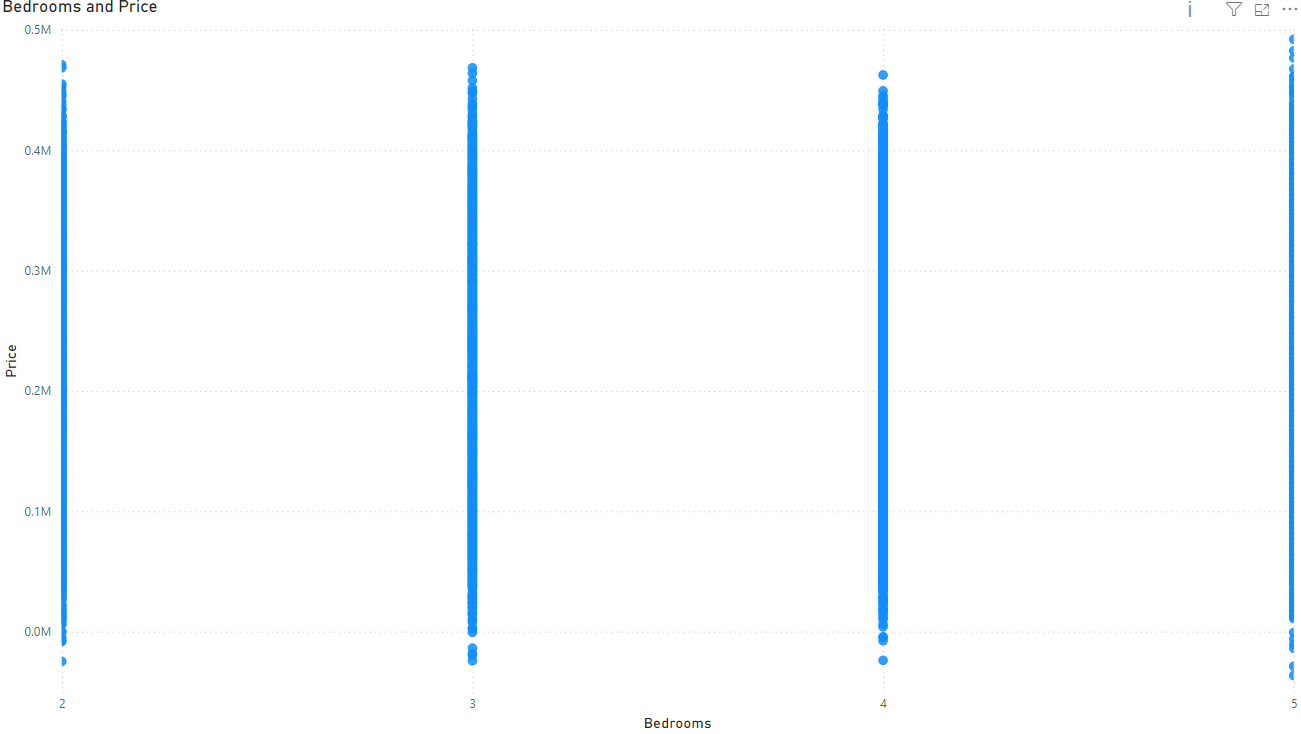 Bedrooms and Price
0.5M
0.4M
0.3M
0.2M
0.1M
0.0M
Price
2 3 4 5
Bedrooms